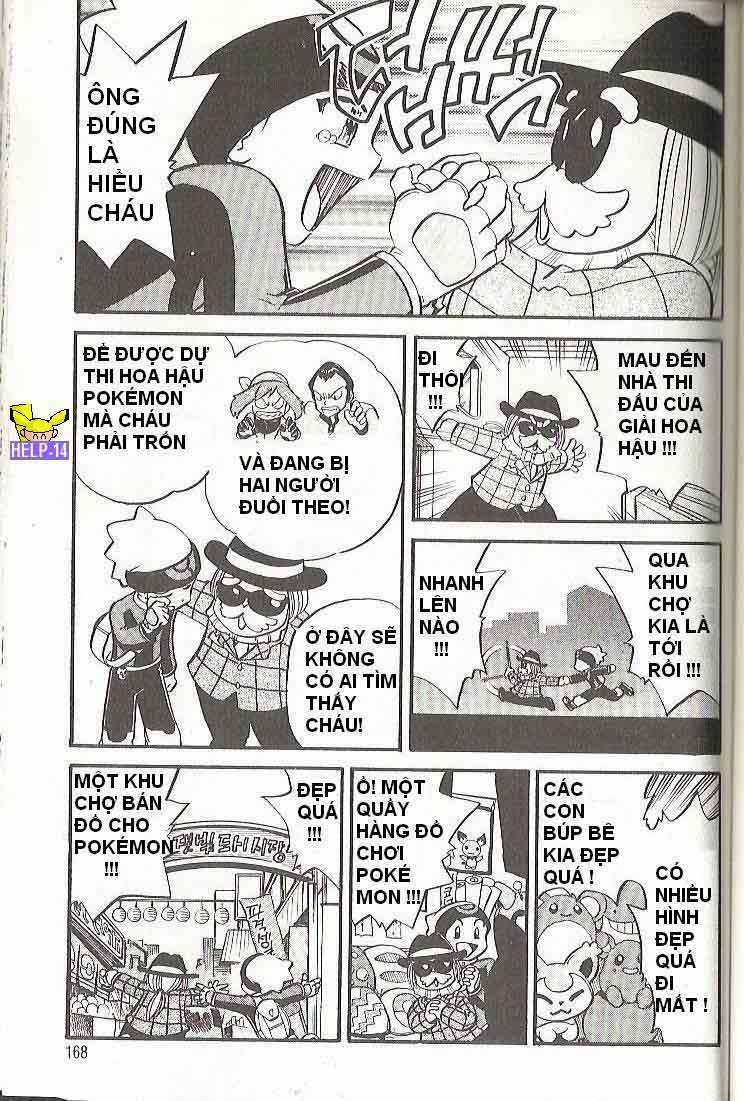 ÔNG
ĐÚNG
LÀ
HIỂU
CHÁU
덥석
ĐỀ ĐƯỢC DỰ
THI HOA HẬU
POKÉMON
MÀ CHÁU
PHẢI TRỐN
VÀ ĐANG BỊ
HAI NGƯỜI
ĐUỔI THEO!
Ở ĐÂY SẼ
KHÔNG
CÓ AI TÌM
THẤY
CHÁU!
ĐI
THÔI
!!!
MAU ĐẾN
NHÀ THI
ĐẤU CỦA
GIẢI HOA
HẬU !!!
NHANH
LÊN
NÀO
!!!
QUA
KHU
CHỢ
KIA LÀ
TỚI
RỒI !!!
MỘT KHU
CHỢ BÁN
ĐỒ CHO
POKÉMON
!!!
ĐẸP
QUÁ
!!!
Ồ! MỘT
QUẦY
HÀNG ĐỒ
CHƠI
POKÉ
MON !!!
CÁC
CON
BÚP BÊ
KIA ĐẸP
QUÁ !
CÓ
NHIỀU
HÌNH
ĐẸP
QUÁ
ĐI
MẤT !
HELP-14
168